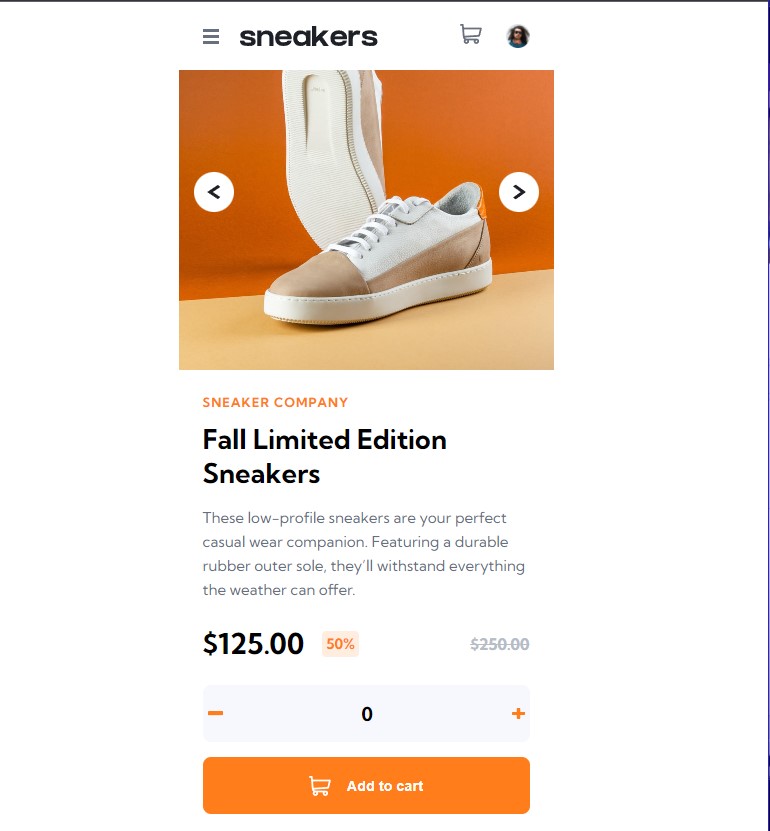 sneakers
SNEAKER COMPANY
Fall Limited Edition
Sneakers
These low-profile sneakers are your perfect
casual wear companion. Featuring a durable
rubber outer sole, they’ll withstand everything
the weather can offer.
$125.00 50% $250.00
0
Add to cart